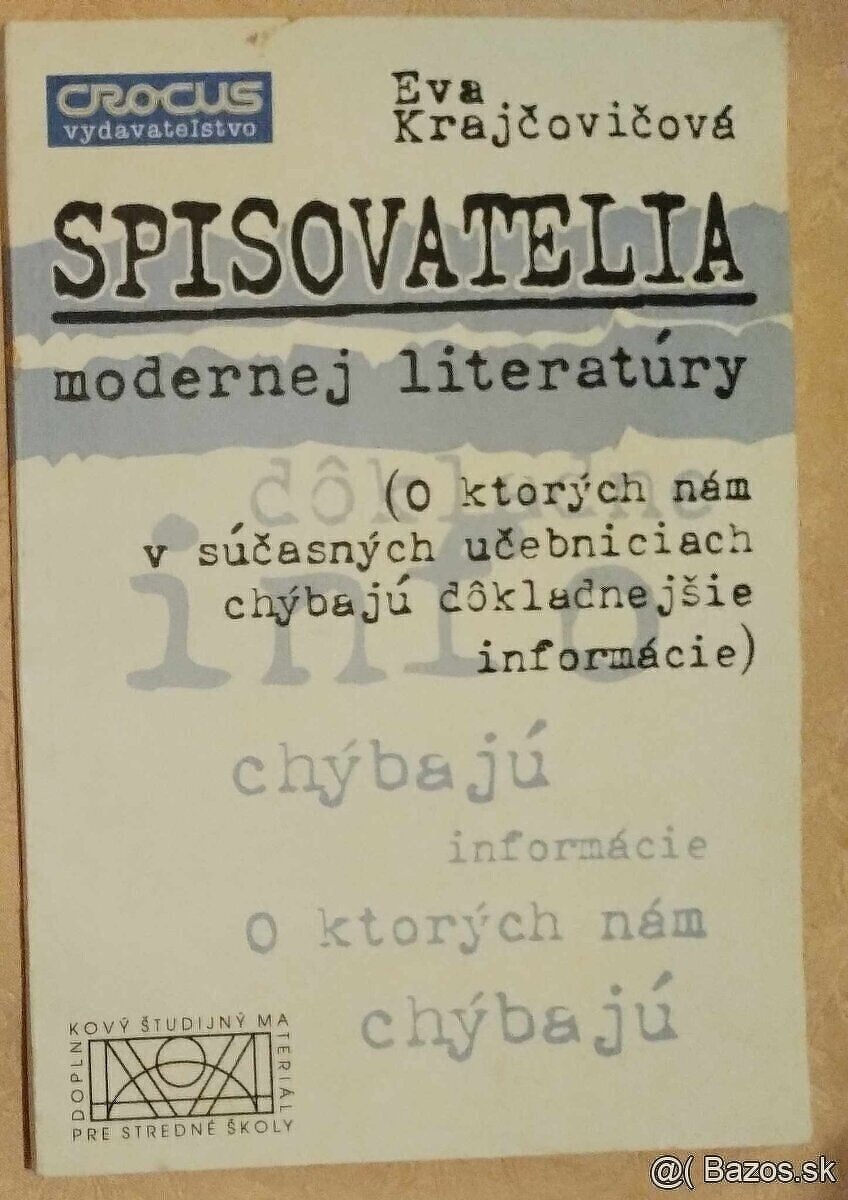 CROCUS
vydavateľstvo
Eva
Krajčovičová
SPISOVATELIA
modernej literatúry
dôkladne
(o ktorých nám
v súčasných učebniciach
chýbajú dôkladnejšie
informácie)
info
chýbajú
informácie
o ktorých nám
chýbajú
DOPLNKOVÝ ŠTUDIJNÝ MATERIÁL
PRE STREDNÉ ŠKOLY
@( Bazos.sk